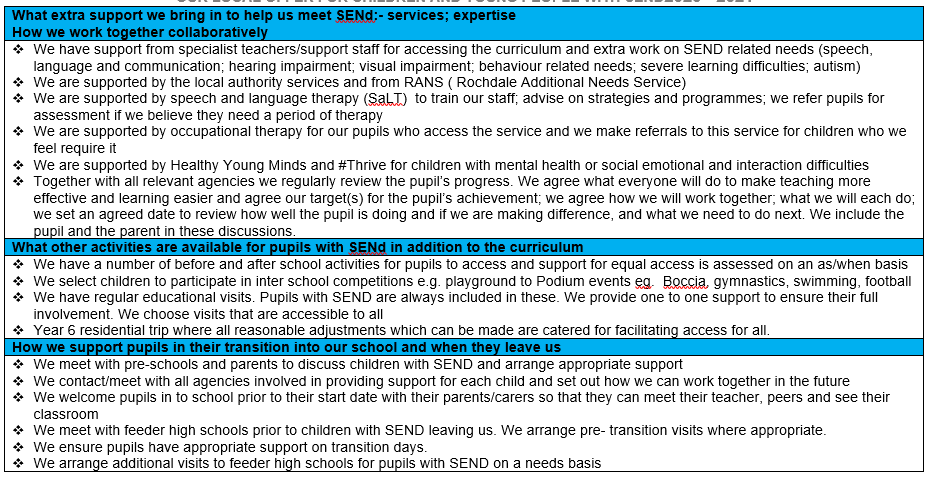 OUR LOCAL OFFER FOR CHILDREN AND YOUNG PEOPLE WITH SEND2020 - 2021
What extra support we bring in to help us meet SENd:- services; expertise
How we work together collaboratively
❖ We have support from specialist teachers/support staff for accessing the curriculum and extra work on SEND related needs (speech,
language and communication; hearing impairment; visual impairment; behaviour related needs; severe learning difficulties; autism)
❖ We are supported by the local authority services and from RANS ( Rochdale Additional Needs Service)
❖ We are supported by speech and language therapy (SaLT) to train our staff; advise on strategies and programmes; we refer pupils for
assessment if we believe they need a period of therapy
❖ We are supported by occupational therapy for our pupils who access the service and we make referrals to this service for children who we
feel require it
❖ We are supported by Healthy Young Minds and #Thrive for children with mental health or social emotional and interaction difficulties
❖ Together with all relevant agencies we regularly review the pupil's progress. We agree what everyone will do to make teaching more
effective and learning easier and agree our target(s) for the pupil's achievement; we agree how we will work together; what we will each do;
we set an agreed date to review how well the pupil is doing and if we are making difference, and what we need to do next. We include the
pupil and the parent in these discussions.
What other activities are available for pupils with SENd in addition to the curriculum
❖ We have a number of before and after school activities for pupils to access and support for equal access is assessed on an as/when basis
❖ We select children to participate in inter school competitions e.g. playground to Podium events eg. Boccia, gymnastics, swimming, football
❖ We have regular educational visits. Pupils with SEND are always included in these. We provide one to one support to ensure their full
involvement. We choose visits that are accessible to all
❖ Year 6 residential trip where all reasonable adjustments which can be made are catered for facilitating access for all.
How we support pupils in their transition into our school and when they leave us
❖ We meet with pre-schools and parents to discuss children with SEND and arrange appropriate support
❖ We contact/meet with all agencies involved in providing support for each child and set out how we can work together in the future
❖ We welcome pupils in to school prior to their start date with their parents/carers so that they can meet their teacher, peers and see their
classroom
❖ We meet with feeder high schools prior to children with SEND leaving us. We arrange pre- transition visits where appropriate.
❖ We ensure pupils have appropriate support on transition days.
❖ We arrange additional visits to feeder high schools for pupils with SEND on a needs basis